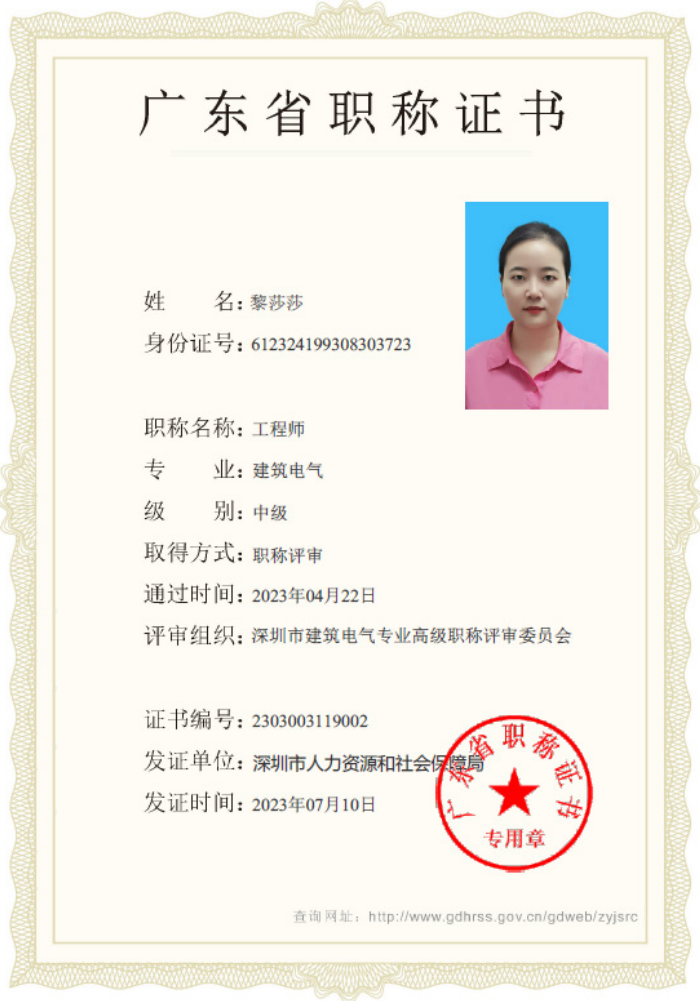 广东省职称证书
姓　　名：黎莎莎
身份证号：612324199308303723
职称名称：工程师
专　　业：建筑电气
级　　别：中级
取得方式：职称评审
通过时间：2023年04月22日
评审组织：深圳市建筑电气专业高级职称评审委员会
证书编号：2303003119002
发证单位：深圳市人力资源和社会保障局
发证时间：2023年07月10日
广东省职称证书
专用章
查询网址：http://www.gdhrss.gov.cn/gdweb/zyjsrc